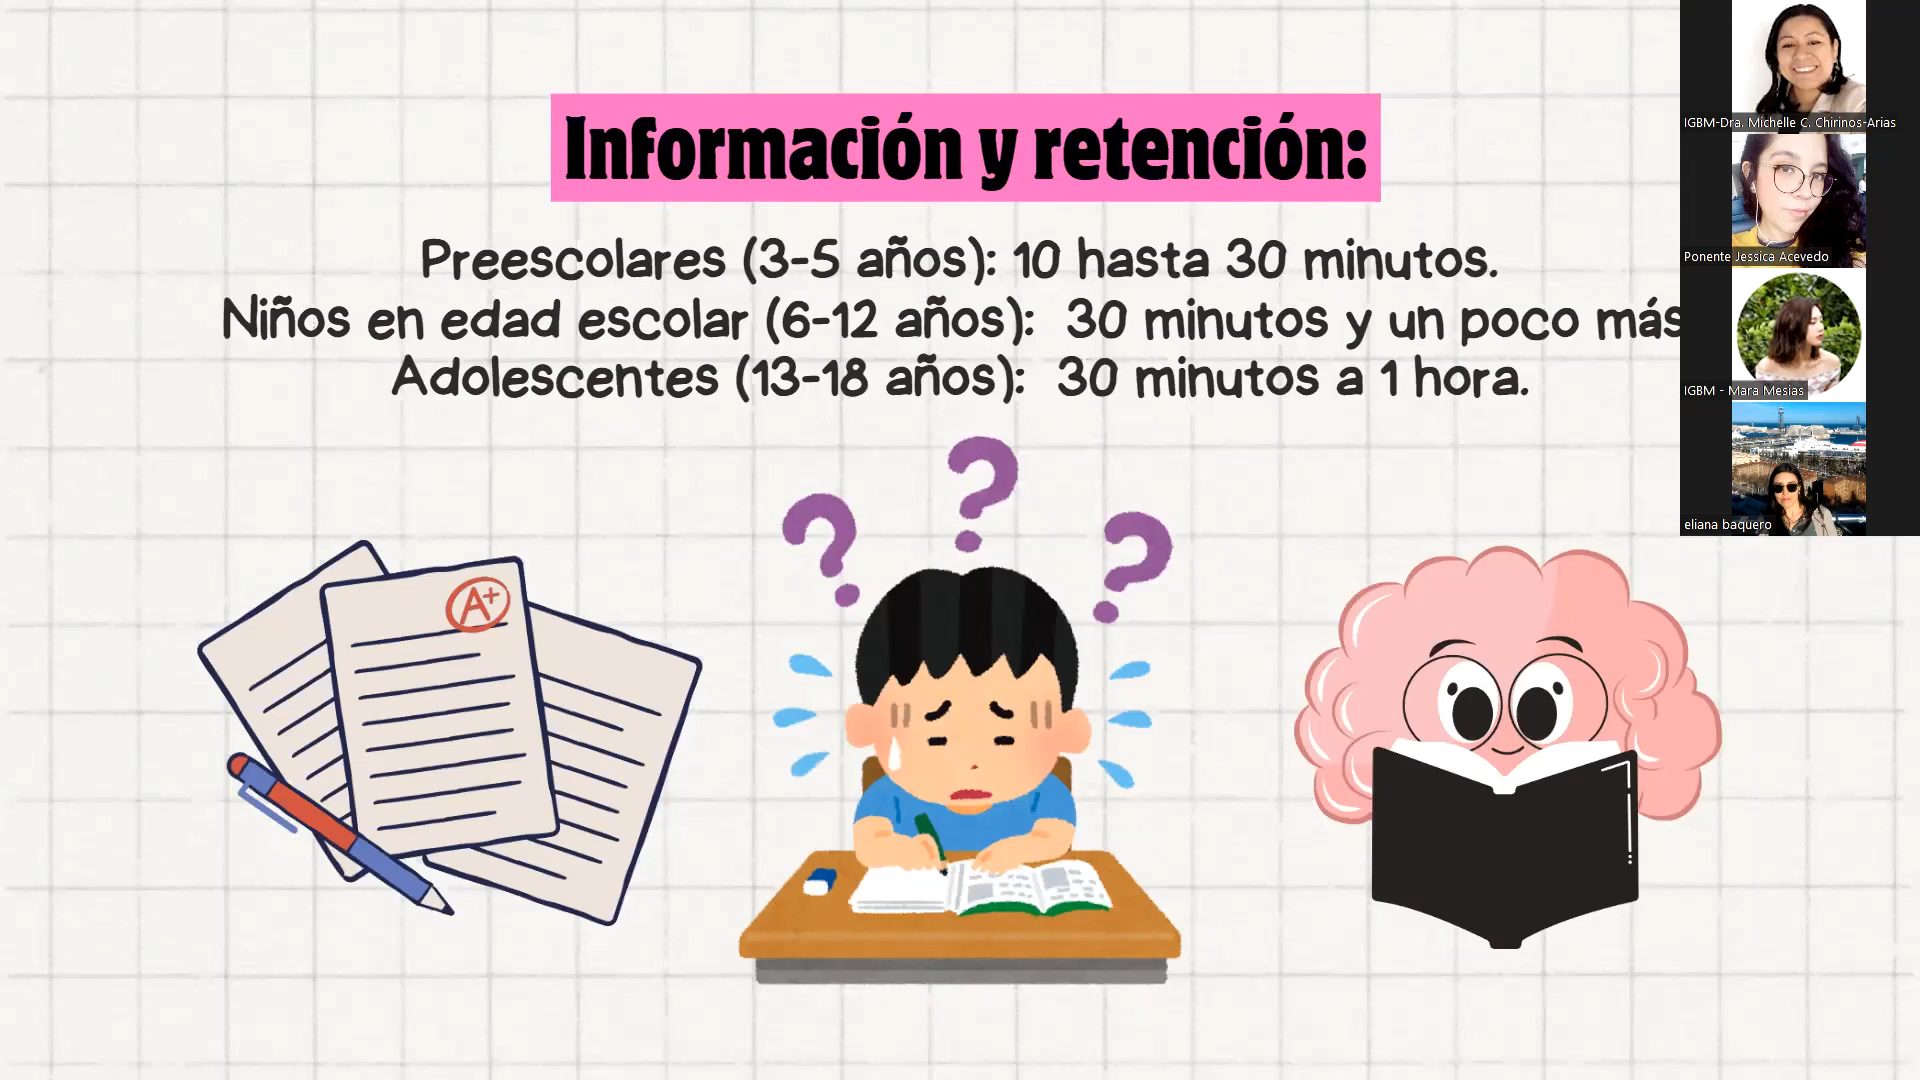 Información y retención:
Preescolares (3-5 años): 10 hasta 30 minutos.
Niños en edad escolar (6-12 años): 30 minutos y un poco más
Adolescentes (13-18 años): 30 minutos a 1 hora.
A+
IGBM-Dra. Michelle C. Chirinos-Arias
Ponente Jessica Acevedo
IGBM - Mara Mesias
eliana baquero